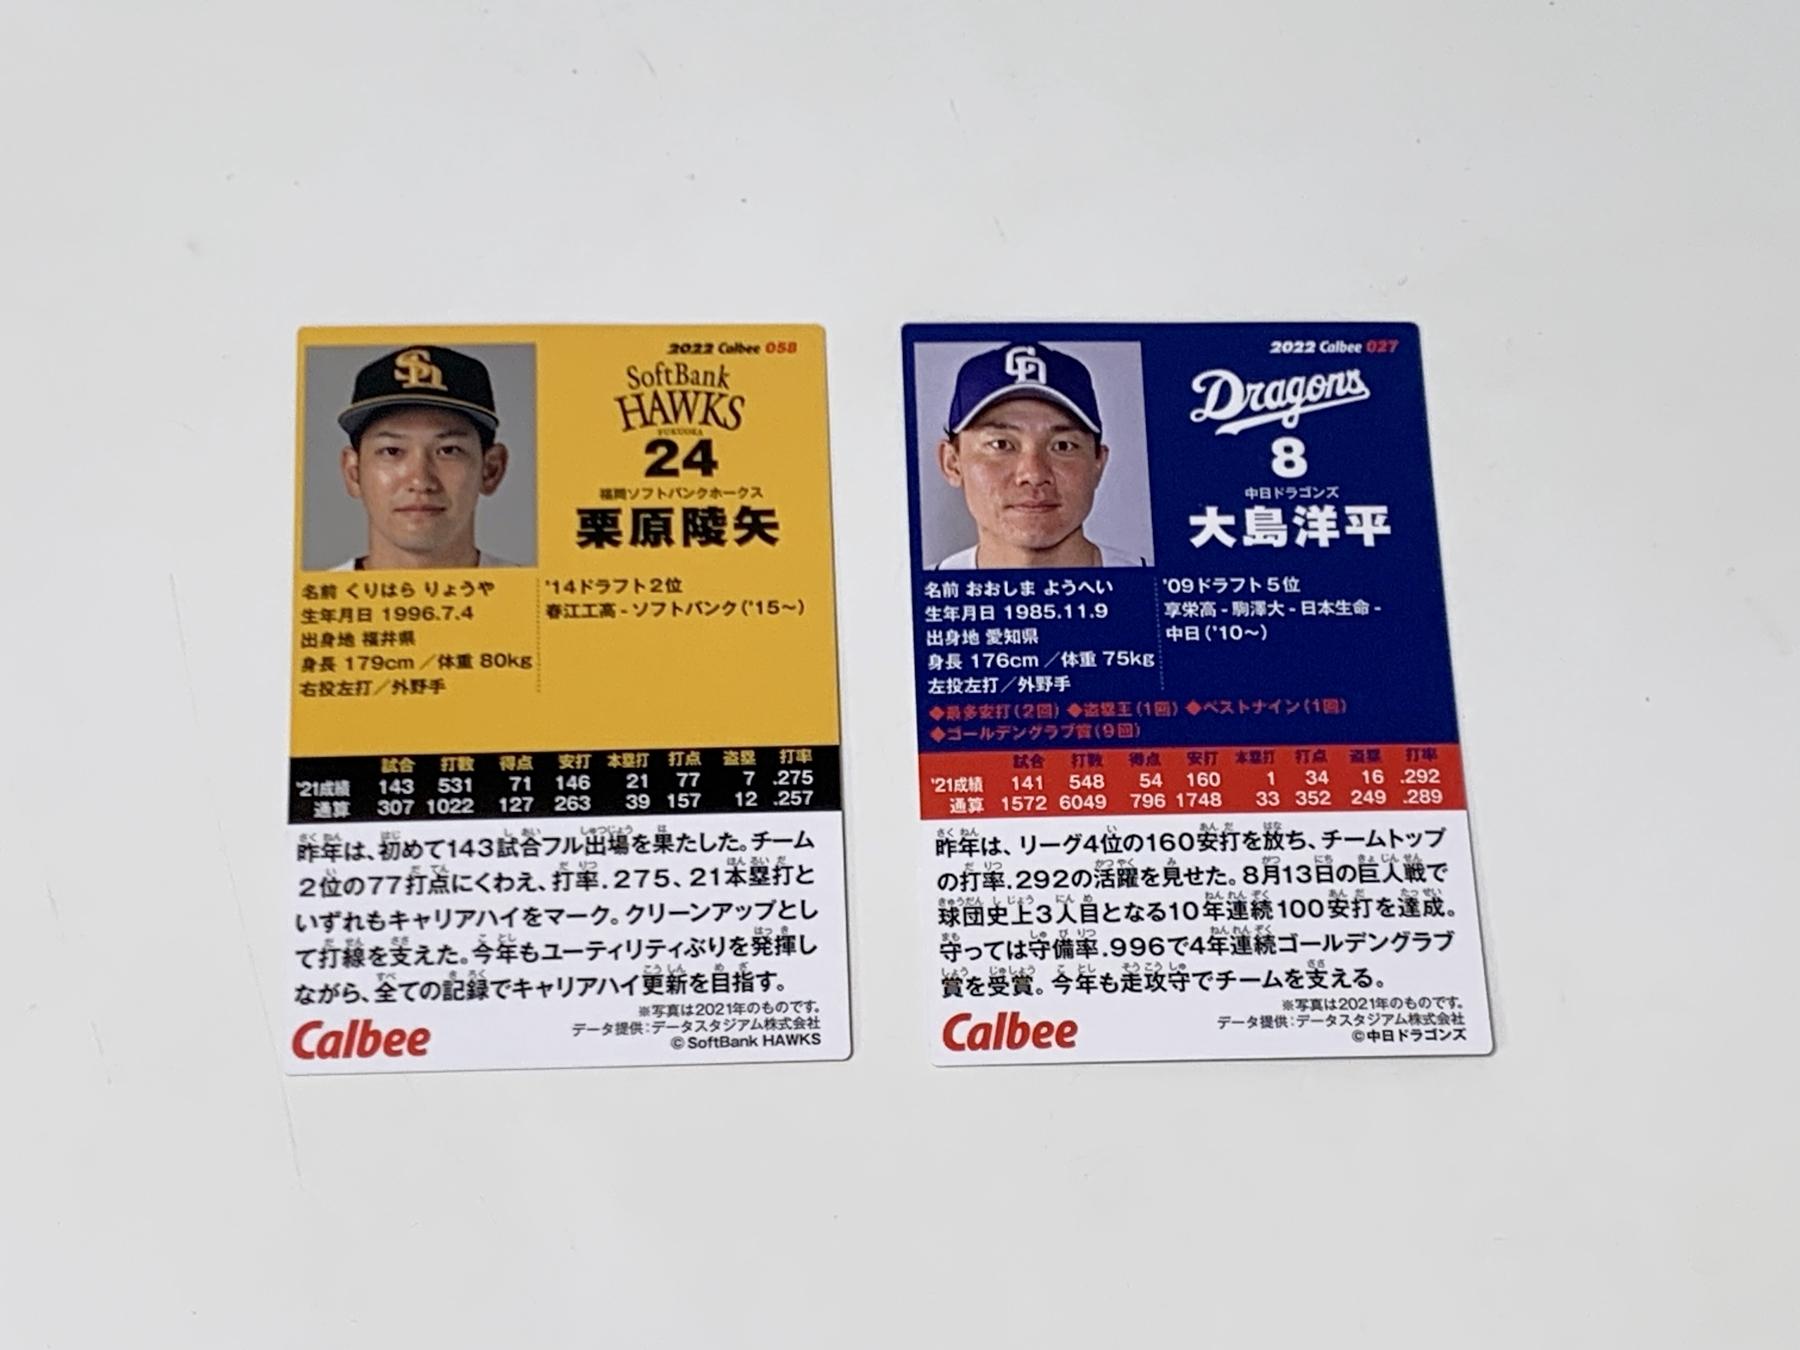 2022 Calbee 058
SoftBank
HAWKS
FUKUOKA
24
福岡ソフトバンクホークス
栗原陵矢
名前 くりはら りょうや
生年月日 1996.7.4
出身地 福井県
身長 179cm／体重 80kg
右投左打／外野手
'14ドラフト2位
春江工高-ソフトバンク('15〜)
試合 打数 得点 安打 本塁打 打点 盗塁 打率
'21成績 143 531 71 146 21 77 7 .275
通算 307 1022 127 263 39 157 12 .257
昨年は、初めて143試合フル出場を果たした。チーム
2位の77打点にくわえ、打率.275、21本塁打と
いずれもキャリアハイをマーク。クリーンアップとし
て打線を支えた。今年もユーティリティぶりを発揮し
ながら、全ての記録でキャリアハイ更新を目指す。
※写真は2021年のものです。
データ提供：データスタジアム株式会社
© SoftBank HAWKS
Calbee
2022 Calbee 027
Dragons
8
中日ドラゴンズ
大島洋平
名前 おおしま ようへい
生年月日 1985.11.9
出身地 愛知県
身長 176cm／体重 75kg
左投左打／外野手
'09ドラフト5位
享栄高-駒澤大-日本生命-
中日('10〜)
◆最多安打(2回) ◆盗塁王(1回) ◆ベストナイン(1回)
◆ゴールデングラブ賞(9回)
試合 打数 得点 安打 本塁打 打点 盗塁 打率
'21成績 141 548 54 160 1 34 16 .292
通算 1572 6049 796 1748 33 352 249 .289
昨年は、リーグ4位の160安打を放ち、チームトップ
の打率.292の活躍を見せた。8月13日の巨人戦で
球団史上3人目となる10年連続100安打を達成。
守っては守備率.996で4年連続ゴールデングラブ
賞を受賞。今年も走攻守でチームを支える。
※写真は2021年のものです。
データ提供：データスタジアム株式会社
©中日ドラゴンズ
Calbee